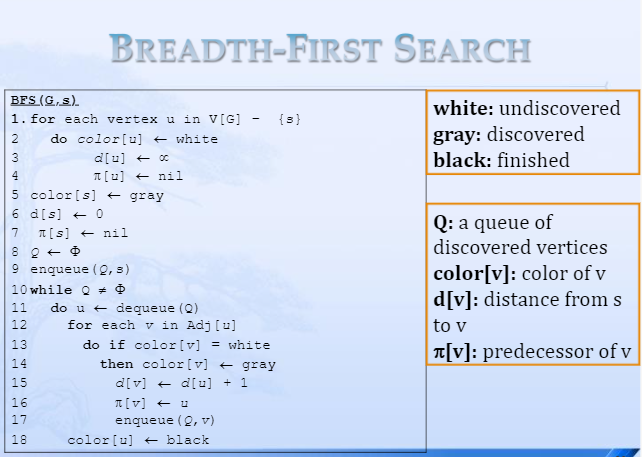 BREADTH-FIRST SEARCH
BFS(G,s)
1. for each vertex u in V[G] – {s}
2 do color[u] ← white
3 d[u] ← ∝
4 π[u] ← nil
5 color[s] ← gray
6 d[s] ← 0
7 π[s] ← nil
8 Q ← Φ
9 enqueue(Q,s)
10 while Q ≠ Φ
11 do u ← dequeue(Q)
12 for each v in Adj[u]
13 do if color[v] = white
14 then color[v] ← gray
15 d[v] ← d[u] + 1
16 π[v] ← u
17 enqueue(Q,v)
18 color[u] ← black
white: undiscovered
gray: discovered
black: finished
Q: a queue of
discovered vertices
color[v]: color of v
d[v]: distance from s
to v
π[v]: predecessor of v